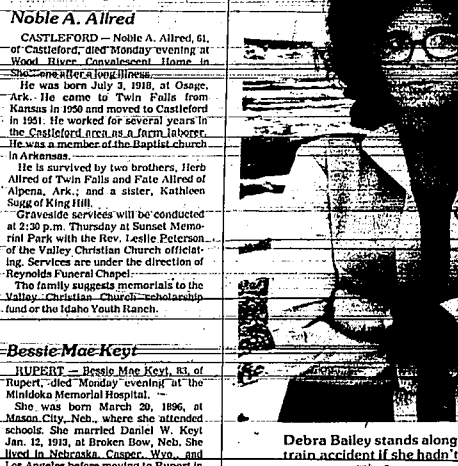 Noble A. Allred
CASTLEFORD — Noble A. Allred, 61,
of Castleford, died Monday evening at
Wood River Convalescent Home in
Shoshone after a long illness.
He was born July 3, 1918, at Osage,
Ark. He came to Twin Falls from
Kansas in 1950 and moved to Castleford
in 1951. He worked for several years in
the Castleford area as a farm laborer.
He was a member of the Baptist church
in Arkansas.
He is survived by two brothers, Herb
Allred of Twin Falls and Fate Allred of
Alpena, Ark.; and a sister, Kathleen
Sugg of King Hill.
Graveside services will be conducted
at 2:30 p.m. Thursday at Sunset Memo-
rial Park with the Rev. Leslie Peterson
of the Valley Christian Church officiat-
ing. Services are under the direction of
Reynolds Funeral Chapel.
The family suggests memorials to the
Valley Christian Church scholarship
fund or the Idaho Youth Ranch.
Bessie Mae Keyt
RUPERT — Bessie Mae Keyt, 83, of
Rupert, died Monday evening at the
Minidoka Memorial Hospital.
She was born March 20, 1896, at
Mason City, Neb., where she attended
schools. She married Daniel W. Keyt
Jan. 12, 1913, at Broken Bow, Neb. She
lived in Nebraska, Casper, Wyo., and
Los Angeles before moving to Rupert in
Debra Bailey stands along
train accident if she hadn't